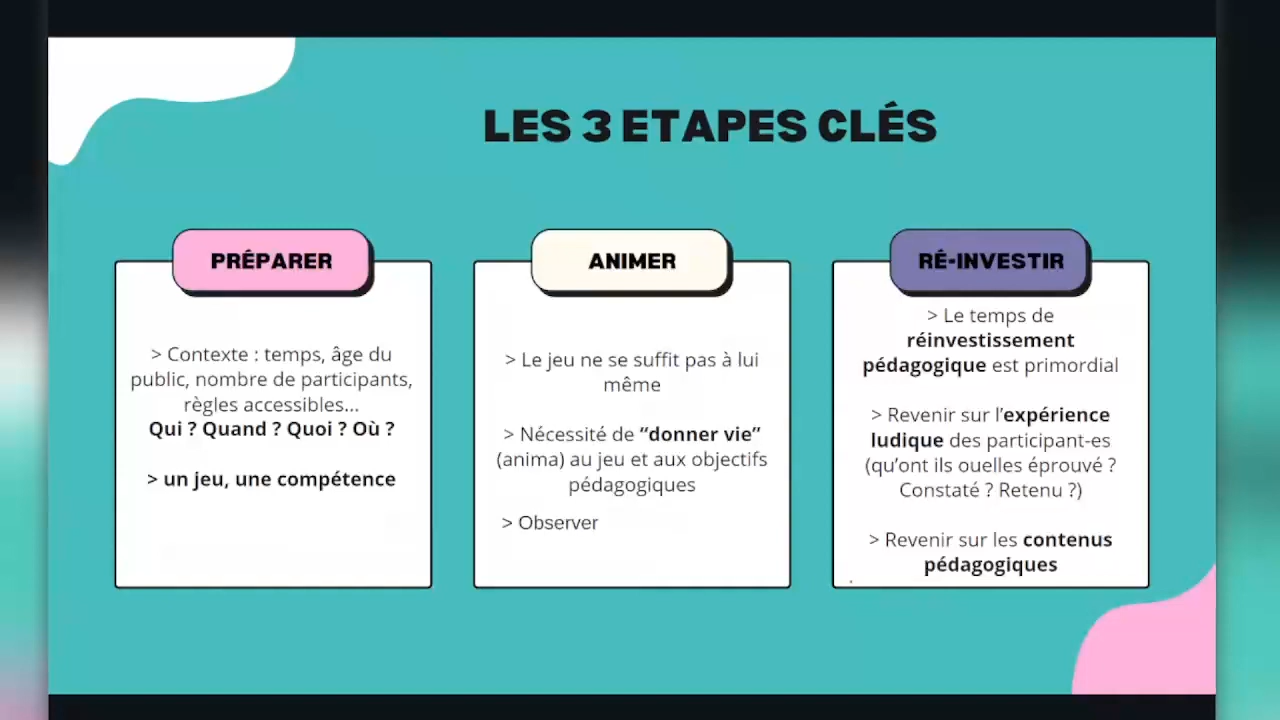 LES 3 ETAPES CLÉS
PRÉPARER
> Contexte : temps, âge du
public, nombre de participants,
règles accessibles...
Qui ? Quand ? Quoi ? Où ?
> un jeu, une compétence
ANIMER
> Le jeu ne se suffit pas à lui
même
> Nécessité de “donner vie”
(anima) au jeu et aux objectifs
pédagogiques
> Observer
RÉ-INVESTIR
> Le temps de
réinvestissement
pédagogique est primordial
> Revenir sur l’expérience
ludique des participant-es
(qu’ont ils ouelles éprouvé ?
Constaté ? Retenu ?)
> Revenir sur les contenus
pédagogiques